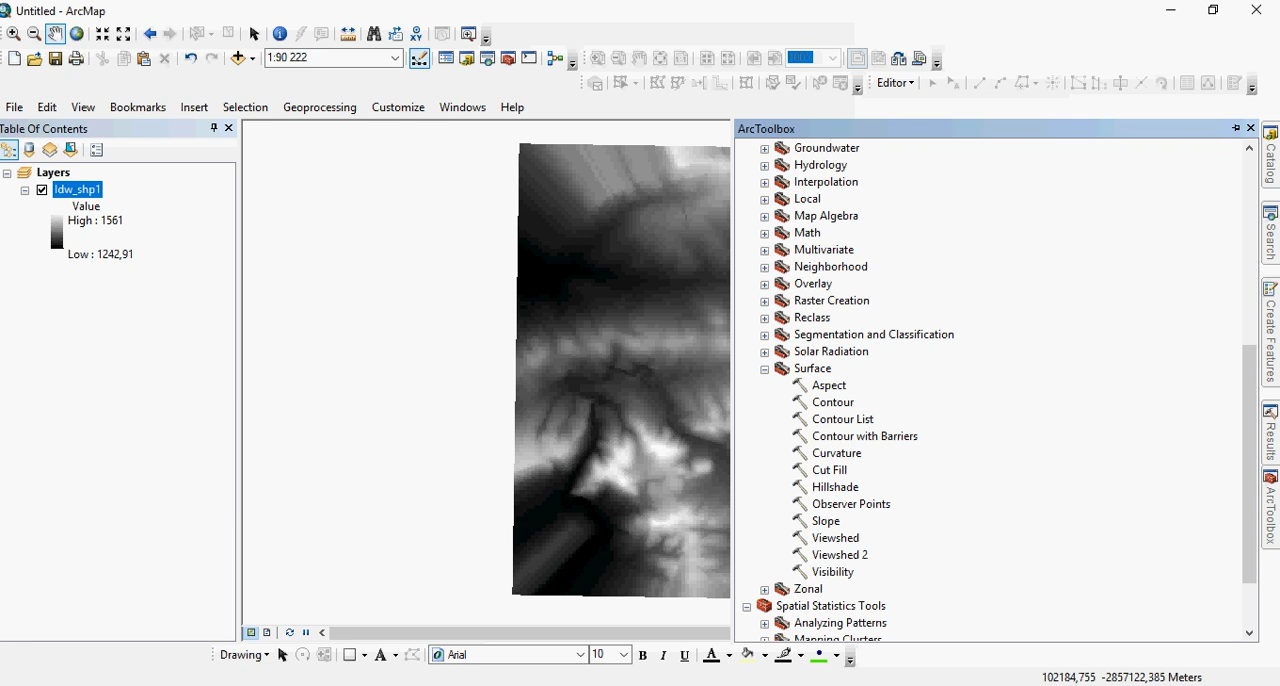 Untitled - ArcMap
1:90 222
100%
Editor
File Edit View Bookmarks Insert Selection Geoprocessing Customize Windows Help
Table Of Contents
Layers
ldw_shp1
Value
High : 1561
Low : 1242,91
ArcToolbox
Groundwater
Hydrology
Interpolation
Local
Map Algebra
Math
Multivariate
Neighborhood
Overlay
Raster Creation
Reclass
Segmentation and Classification
Solar Radiation
Surface
Aspect
Contour
Contour List
Contour with Barriers
Curvature
Cut Fill
Hillshade
Observer Points
Slope
Viewshed
Viewshed 2
Visibility
Zonal
Spatial Statistics Tools
Analyzing Patterns
Mapping Clusters
Catalog
Search
Create Features
Results
ArcToolbox
Drawing
Arial
10
B I U A
102184,755 -2857122,385 Meters